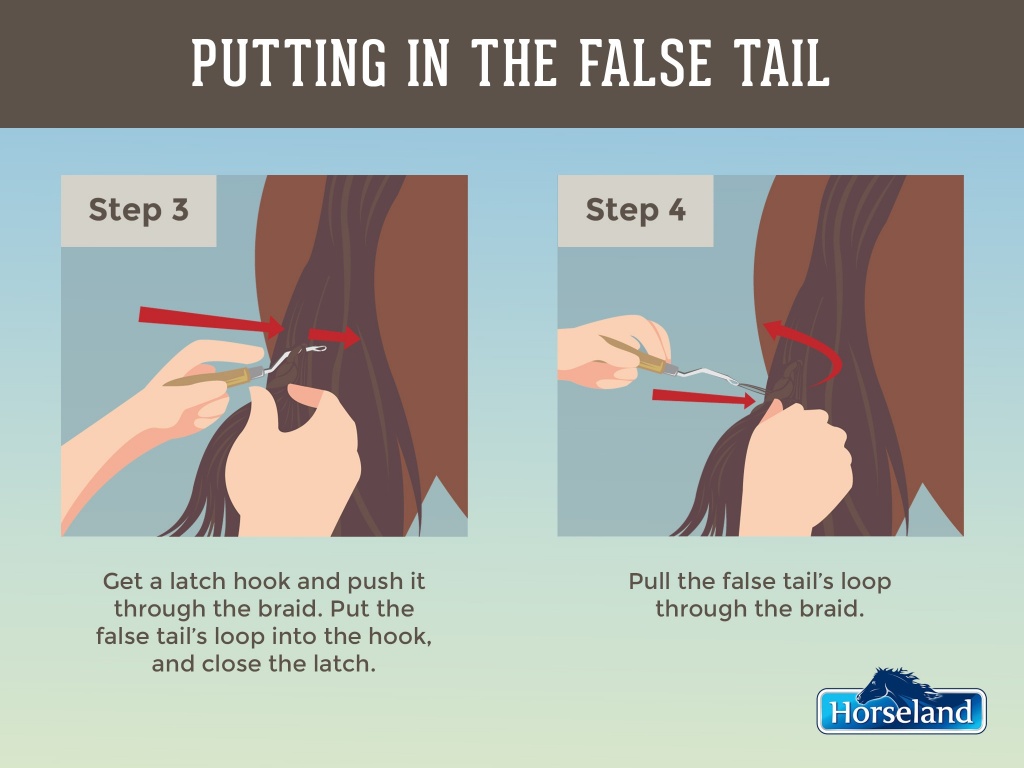 PUTTING IN THE FALSE TAIL
Step 3
Get a latch hook and push it
through the braid. Put the
false tail’s loop into the hook,
and close the latch.
Step 4
Pull the false tail’s loop
through the braid.
Horseland